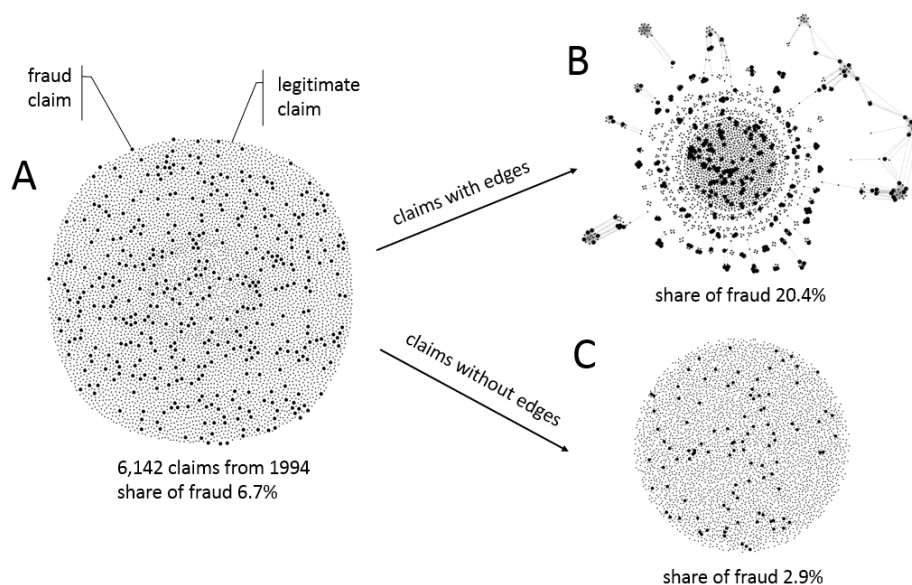 fraud
claim
legitimate
claim
A
claims with edges
B
share of fraud 20.4%
claims without edges
C
6,142 claims from 1994
share of fraud 6.7%
share of fraud 2.9%